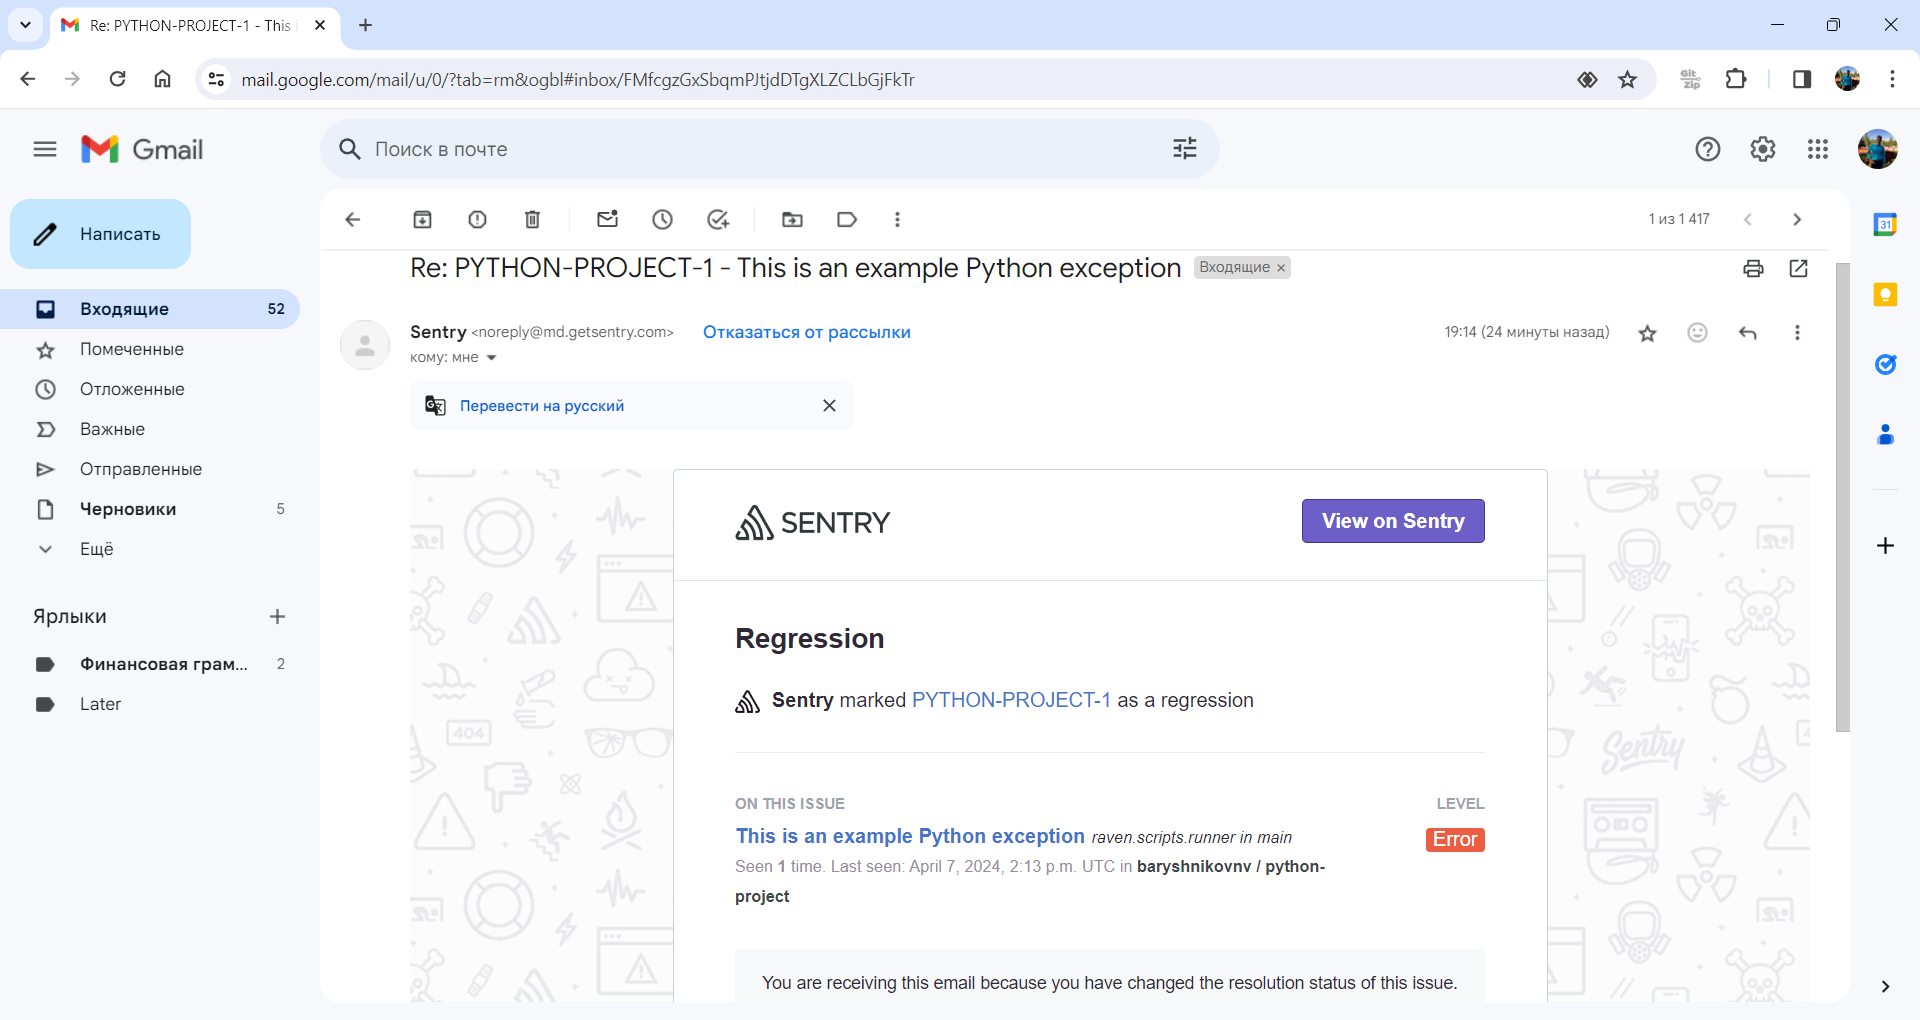 Re: PYTHON-PROJECT-1 - This i
mail.google.com/mail/u/0/?tab=rm&ogbl#inbox/FMfcgzGxSbqmPJtjdDTgXLZCLbGjFkTr
Git
Zip
Gmail
Поиск в почте
Написать
1 из 1 417
31
Re: PYTHON-PROJECT-1 - This is an example Python exception
Входящие ×
Входящие 52
Помеченные
Отложенные
Важные
Отправленные
Черновики 5
Ещё
Ярлыки
Финансовая грам... 2
Later
Sentry <noreply@md.getsentry.com> Отказаться от рассылки
19:14 (24 минуты назад)
кому: мне
Перевести на русский
SENTRY
View on Sentry
Regression
Sentry marked PYTHON-PROJECT-1 as a regression
404
Sentry
ON THIS ISSUE
LEVEL
This is an example Python exception raven.scripts.runner in main
Error
Seen 1 time. Last seen: April 7, 2024, 2:13 p.m. UTC in baryshnikovnv / python-
project
You are receiving this email because you have changed the resolution status of this issue.